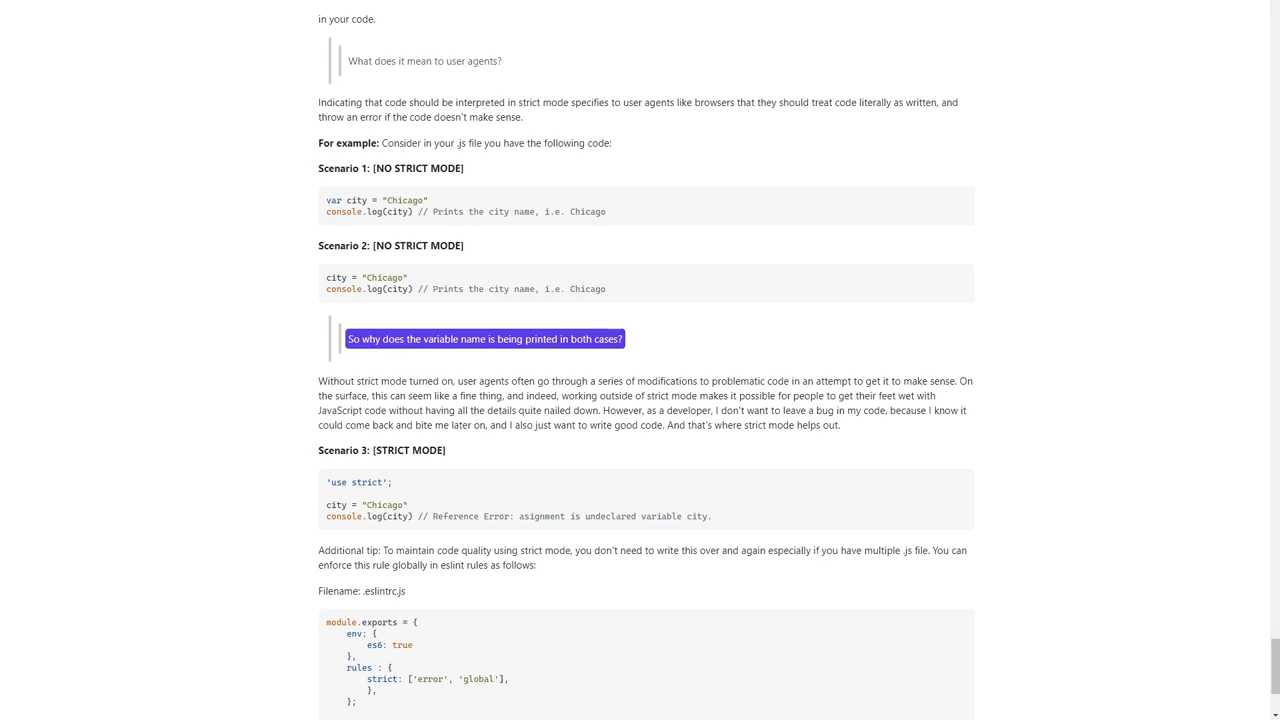 in your code.
What does it mean to user agents?
Indicating that code should be interpreted in strict mode specifies to user agents like browsers that they should treat code literally as written, and
throw an error if the code doesn't make sense.
For example: Consider in your .js file you have the following code:
Scenario 1: [NO STRICT MODE]
var city = "Chicago"
console.log(city) // Prints the city name, i.e. Chicago
Scenario 2: [NO STRICT MODE]
city = "Chicago"
console.log(city) // Prints the city name, i.e. Chicago
So why does the variable name is being printed in both cases?
Without strict mode turned on, user agents often go through a series of modifications to problematic code in an attempt to get it to make sense. On
the surface, this can seem like a fine thing, and indeed, working outside of strict mode makes it possible for people to get their feet wet with
JavaScript code without having all the details quite nailed down. However, as a developer, I don't want to leave a bug in my code, because I know it
could come back and bite me later on, and I also just want to write good code. And that's where strict mode helps out.
Scenario 3: [STRICT MODE]
'use strict';
city = "Chicago"
console.log(city) // Reference Error: asignment is undeclared variable city.
Additional tip: To maintain code quality using strict mode, you don't need to write this over and again especially if you have multiple .js file. You can
enforce this rule globally in eslint rules as follows:
Filename: .eslintrc.js
module.exports = {
env: {
es6: true
},
rules : {
strict: ['error', 'global'],
},
};